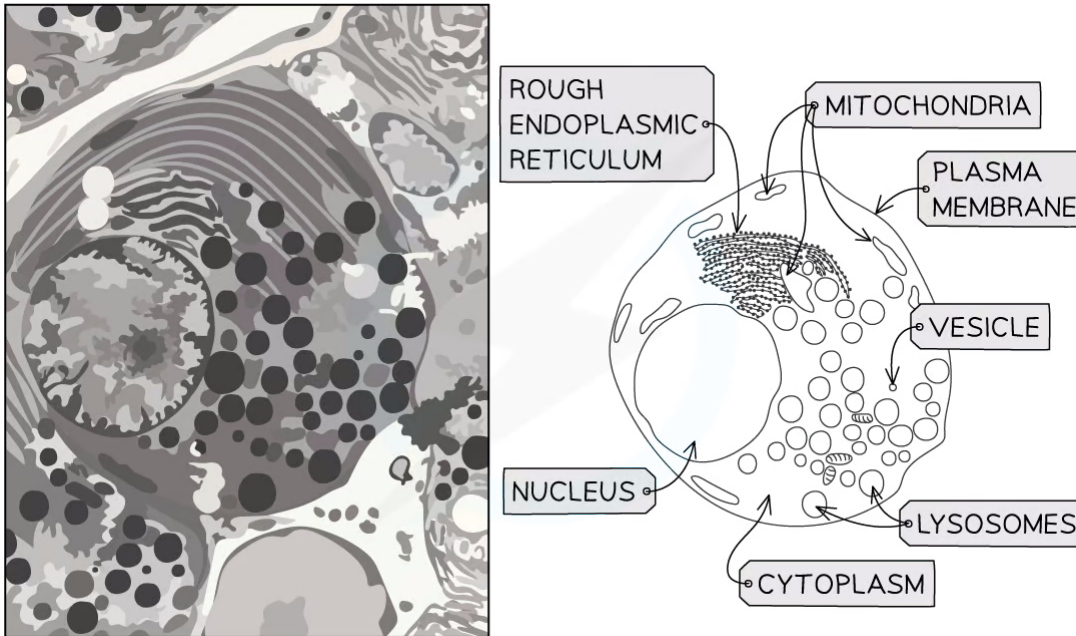 ROUGH
ENDOPLASMIC
RETICULUM
MITOCHONDRIA
PLASMA
MEMBRANE
VESICLE
NUCLEUS
LYSOSOMES
CYTOPLASM